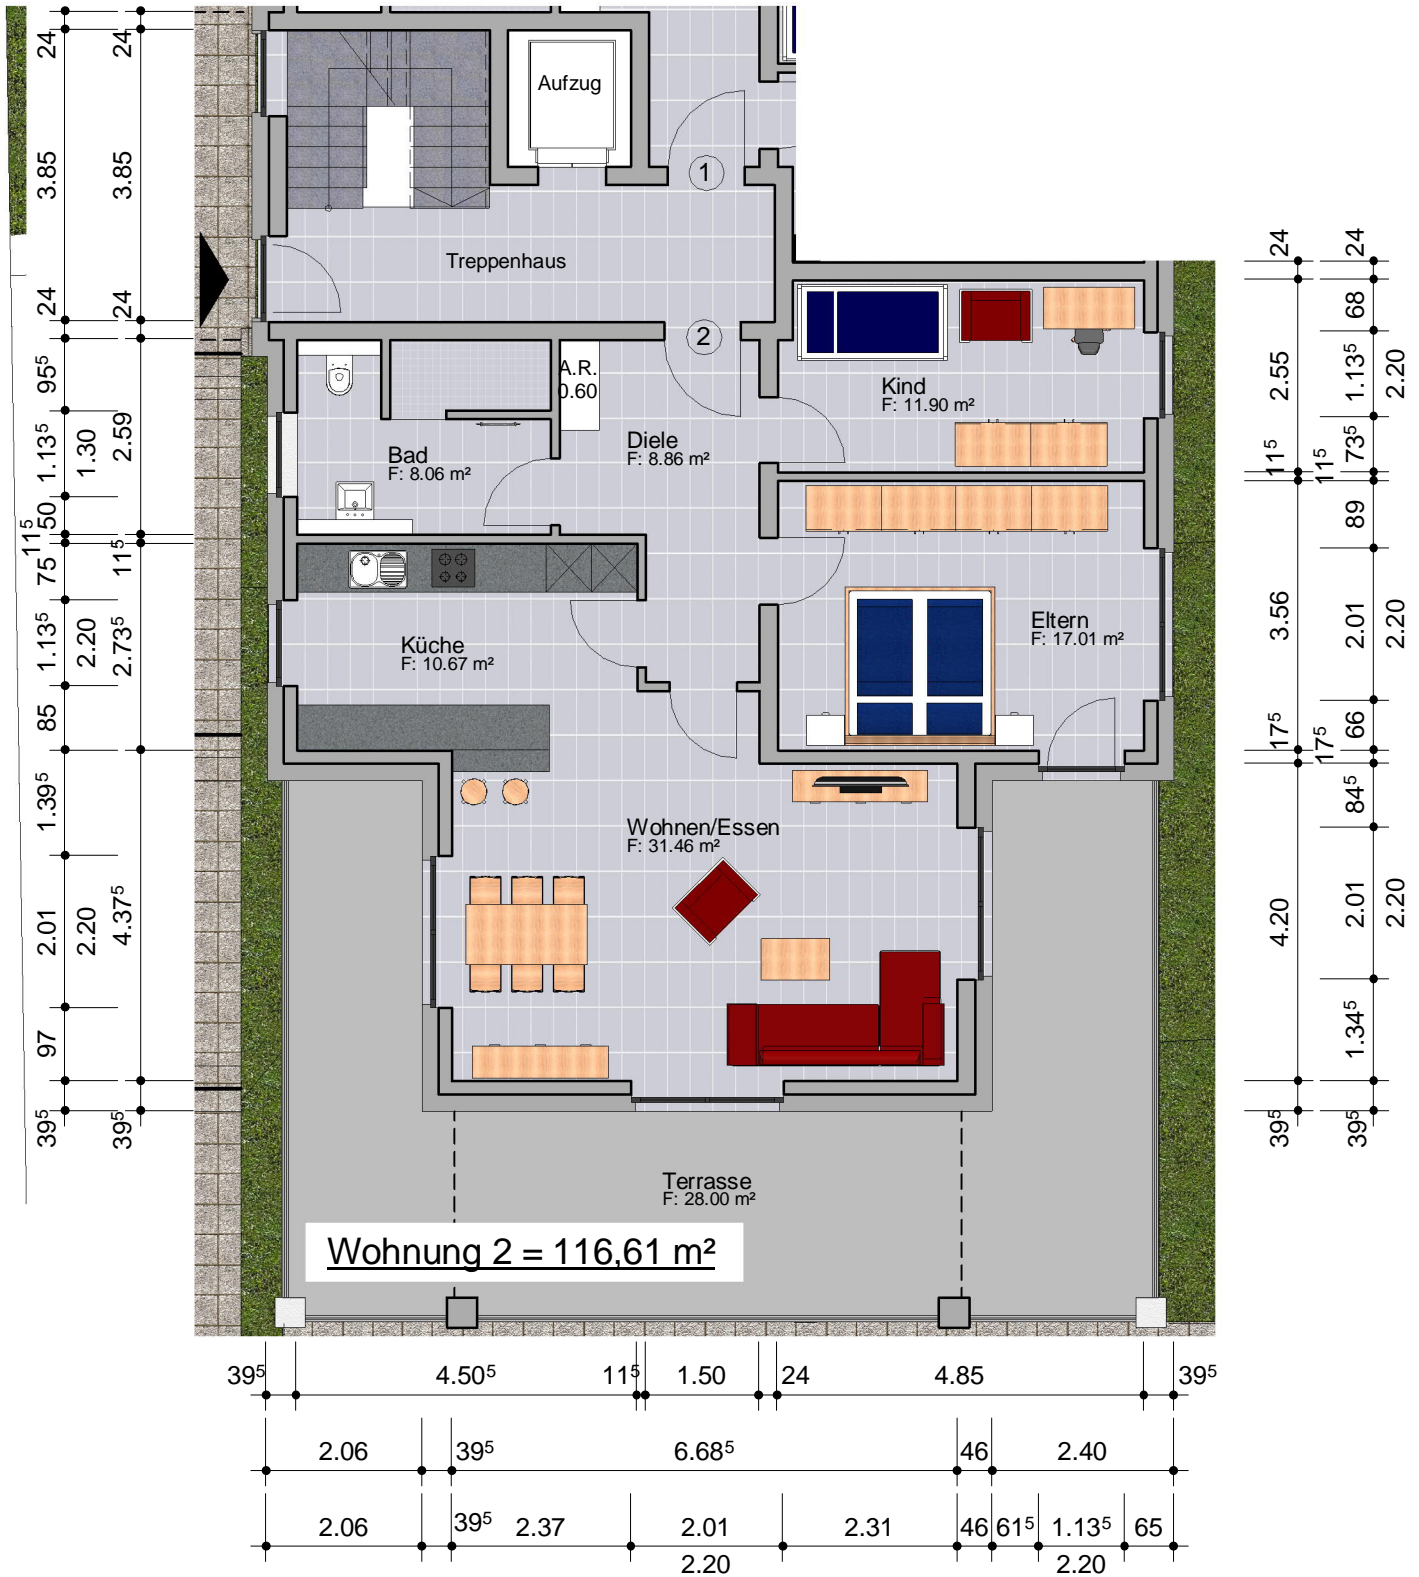 Aufzug
1
Treppenhaus
2
A.R.
0.60
Kind
F: 11.90 m²
Diele
F: 8.86 m²
Bad
F: 8.06 m²
Eltern
F: 17.01 m²
Küche
F: 10.67 m²
Wohnen/Essen
F: 31.46 m²
Terrasse
F: 28.00 m²
Wohnung 2 = 116,61 m²
24
3.85
24
95⁵
1.13⁵
1.30
50
11⁵
75
1.13⁵
2.20
85
1.39⁵
2.01
2.20
97
39⁵
24
3.85
24
2.59
11⁵
2.73⁵
4.37⁵
39⁵
24
2.55
11⁵
3.56
17⁵
4.20
39⁵
24
68
1.13⁵
2.20
73⁵
11⁵
89
2.01
2.20
66
17⁵
84⁵
2.01
2.20
1.34⁵
39⁵
39⁵ 4.50⁵ 11⁵ 1.50 24 4.85 39⁵
2.06 39⁵ 6.68⁵ 46 2.40
2.06 39⁵ 2.37 2.01 2.31 46 61⁵ 1.13⁵ 65
2.20 2.20